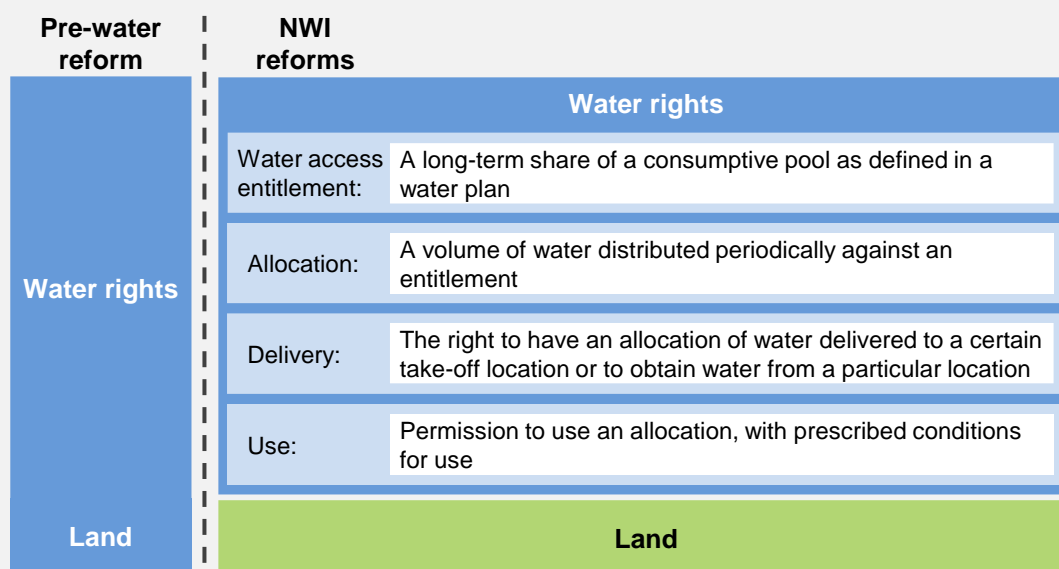 Pre-water
reform
NWI
reforms
Water rights
Land
Water rights
Water access
entitlement:
A long-term share of a consumptive pool as defined in a
water plan
Allocation:
A volume of water distributed periodically against an
entitlement
Delivery:
The right to have an allocation of water delivered to a certain
take-off location or to obtain water from a particular location
Use:
Permission to use an allocation, with prescribed conditions
for use
Land